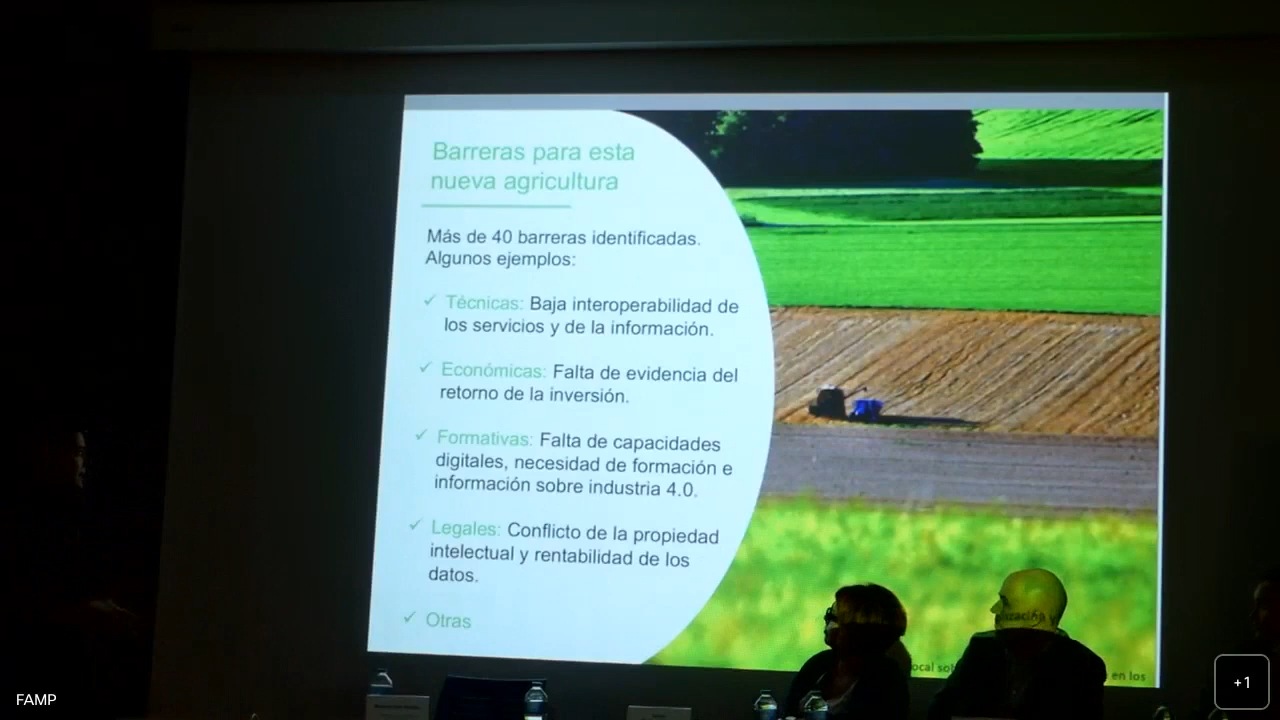 Barreras para esta
nueva agricultura
Más de 40 barreras identificadas.
Algunos ejemplos:
✓ Técnicas: Baja interoperabilidad de
los servicios y de la información.
✓ Económicas: Falta de evidencia del
retorno de la inversión.
✓ Formativas: Falta de capacidades
digitales, necesidad de formación e
información sobre industria 4.0.
✓ Legales: Conflicto de la propiedad
intelectual y rentabilidad de los
datos.
✓ Otras
en los
FAMP
+1